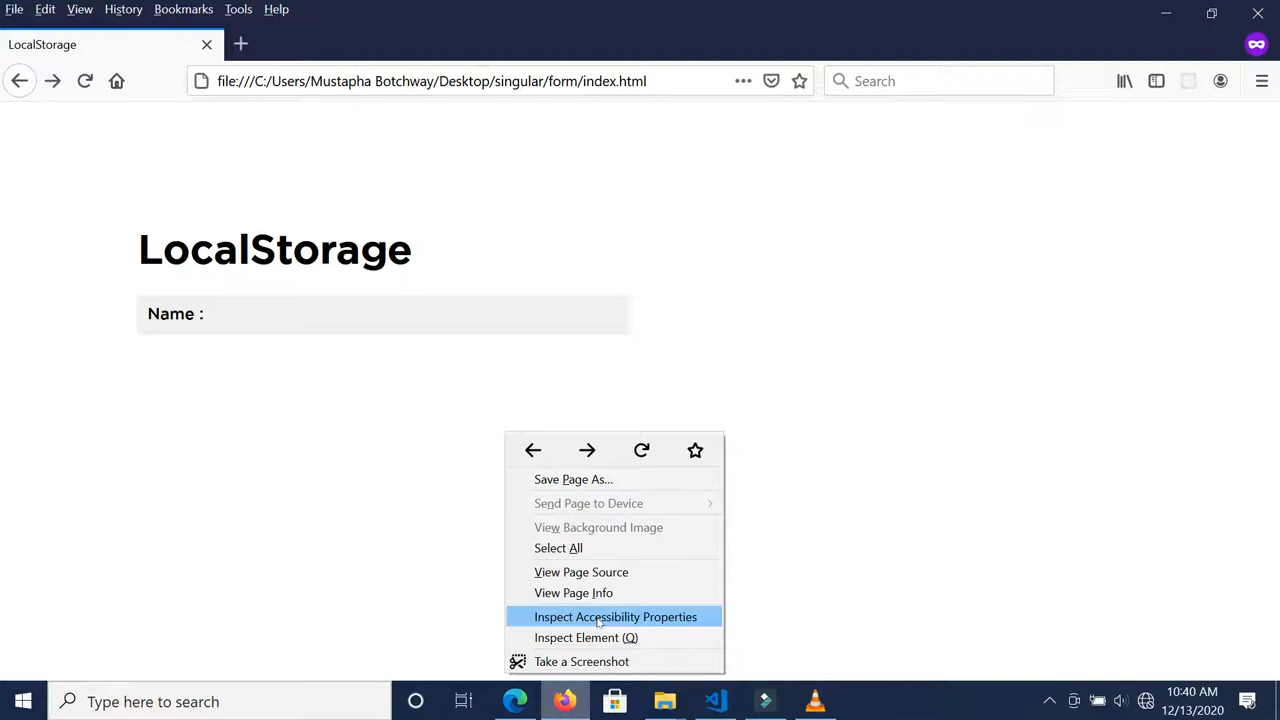 File Edit View History Bookmarks Tools Help
LocalStorage
file:///C:/Users/Mustapha Botchway/Desktop/singular/form/index.html
Search
LocalStorage
Name :
Save Page As...
Send Page to Device
View Background Image
Select All
View Page Source
View Page Info
Inspect Accessibility Properties
Inspect Element (Q)
Take a Screenshot
Type here to search
10:40 AM
12/13/2020